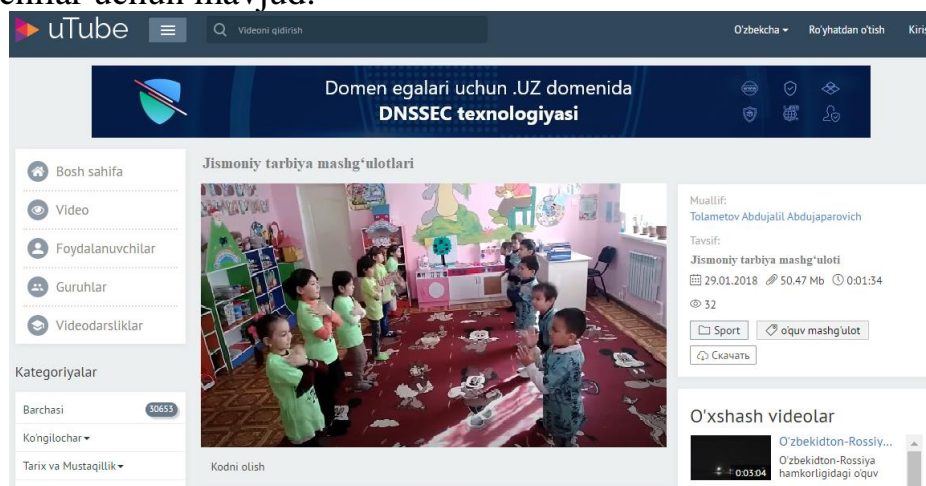 uchun mavjud.
uTube
Videoni qidirish
O'zbekcha
Ro'yhatdan o'tish
Domen egalari uchun .UZ domenida
DNSSEC texnologiyasi
Bosh sahifa
Video
Foydalanuvchilar
Guruhlar
Videodarsliklar
Kategoriyalar
Barchasi 30653
Ko'ngilochar
Tarix va Mustaqillik
Jismoniy tarbiya mashg‘ulotlari
Kodni olish
Muallif:
Tolametov Abdujalil Abdujaparovich
Tavsif:
Jismoniy tarbiya mashg‘uloti
29.01.2018 50.47 Mb 0:01:34
32
Sport o'quv mashg'ulot
Скачать
O'xshash videolar
O'zbekidton-Rossiy...
O'zbekidton-Rossiya
hamkorligidagi o'quv
0:03:04